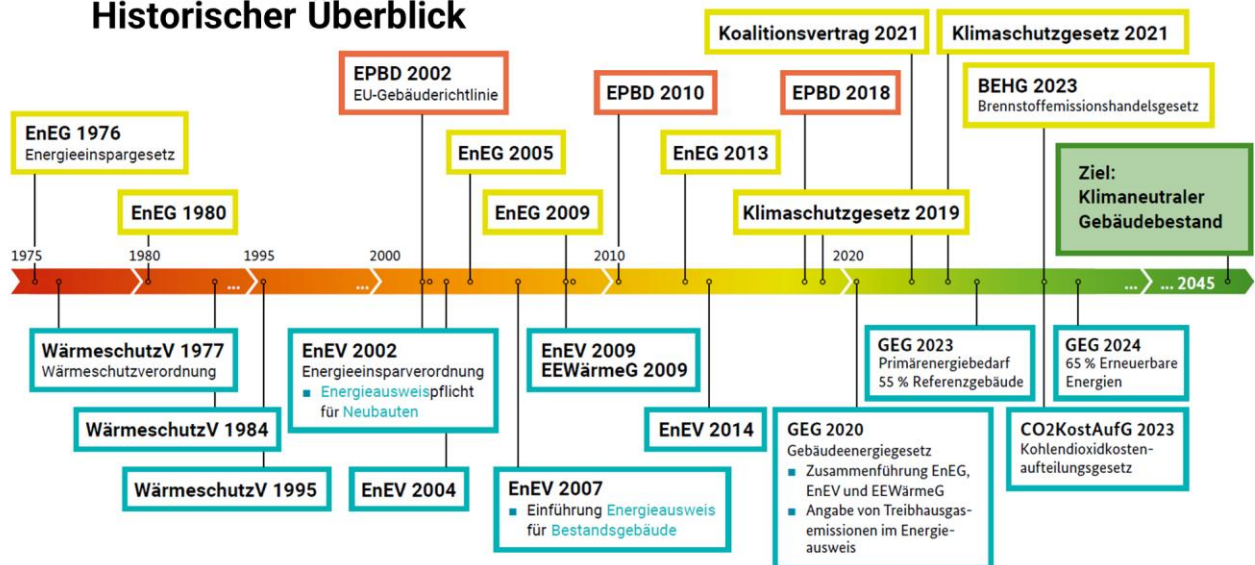 Historischer Überblick
Koalitionsvertrag 2021
Klimaschutzgesetz 2021
EPBD 2002
EU-Gebäuderichtlinie
EPBD 2010
EPBD 2018
BEHG 2023
Brennstoffemissionshandelsgesetz
EnEG 1976
Energieeinspargesetz
EnEG 2005
EnEG 2013
Ziel:
Klimaneutraler
Gebäudebestand
EnEG 1980
EnEG 2009
Klimaschutzgesetz 2019
1975
1980
1995
2000
2010
2020
...
...
...
... 2045
WärmeschutzV 1977
Wärmeschutzverordnung
EnEV 2002
Energieeinsparverordnung
■ Energieausweispflicht
für Neubauten
EnEV 2009
EEWärmeG 2009
GEG 2023
Primärenergiebedarf
55 % Referenzgebäude
GEG 2024
65 % Erneuerbare
Energien
WärmeschutzV 1984
EnEV 2014
GEG 2020
Gebäudeenergiegesetz
■ Zusammenführung EnEG,
EnEV und EEWärmeG
■ Angabe von Treibhausgas-
emissionen im Energie-
ausweis
CO2KostAufG 2023
Kohlendioxidkosten-
aufteilungsgesetz
WärmeschutzV 1995
EnEV 2004
EnEV 2007
■ Einführung Energieausweis
für Bestandsgebäude